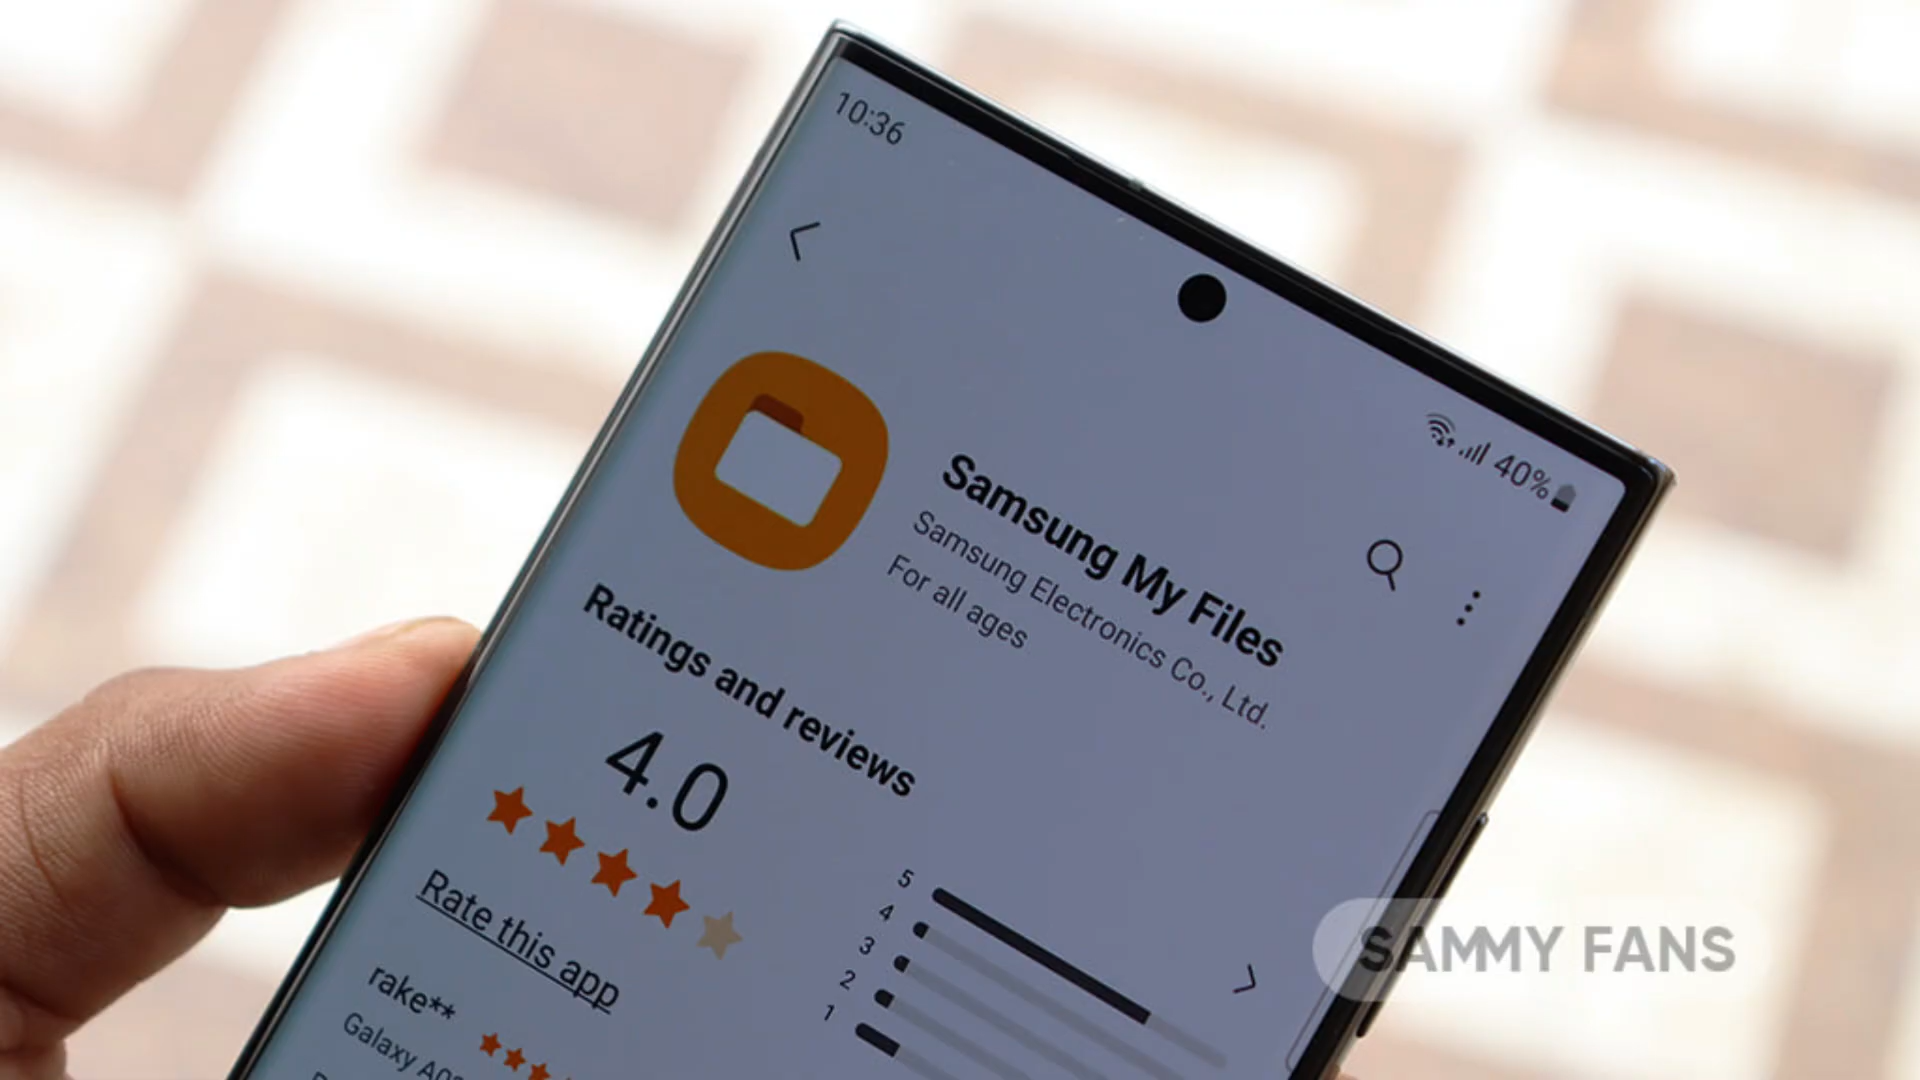 10:36
40%
Samsung My Files
Samsung Electronics Co., Ltd.
For all ages
Ratings and reviews
4.0
5
4
3
2
1
Rate this app
rake**
Galaxy
SAMMY FANS